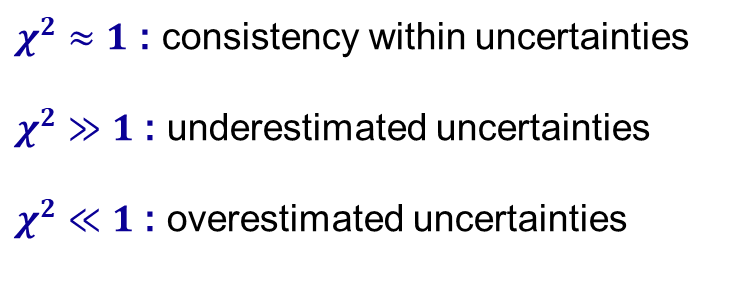 χ² ≈ 1 : consistency within uncertainties
χ² ≫ 1 : underestimated uncertainties
χ² ≪ 1 : overestimated uncertainties